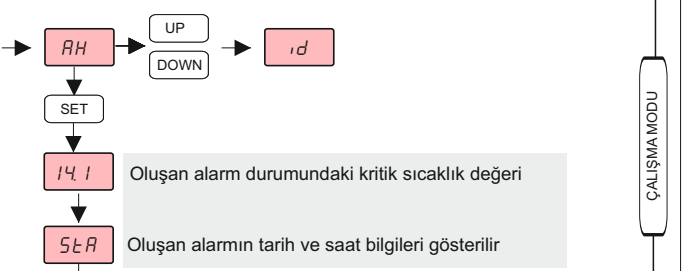 AH
UP
DOWN
ıd
SET
14.1
Oluşan alarm durumundaki kritik sıcaklık değeri
StA
Oluşan alarmın tarih ve saat bilgileri gösterilir
ÇALIŞMA MODU